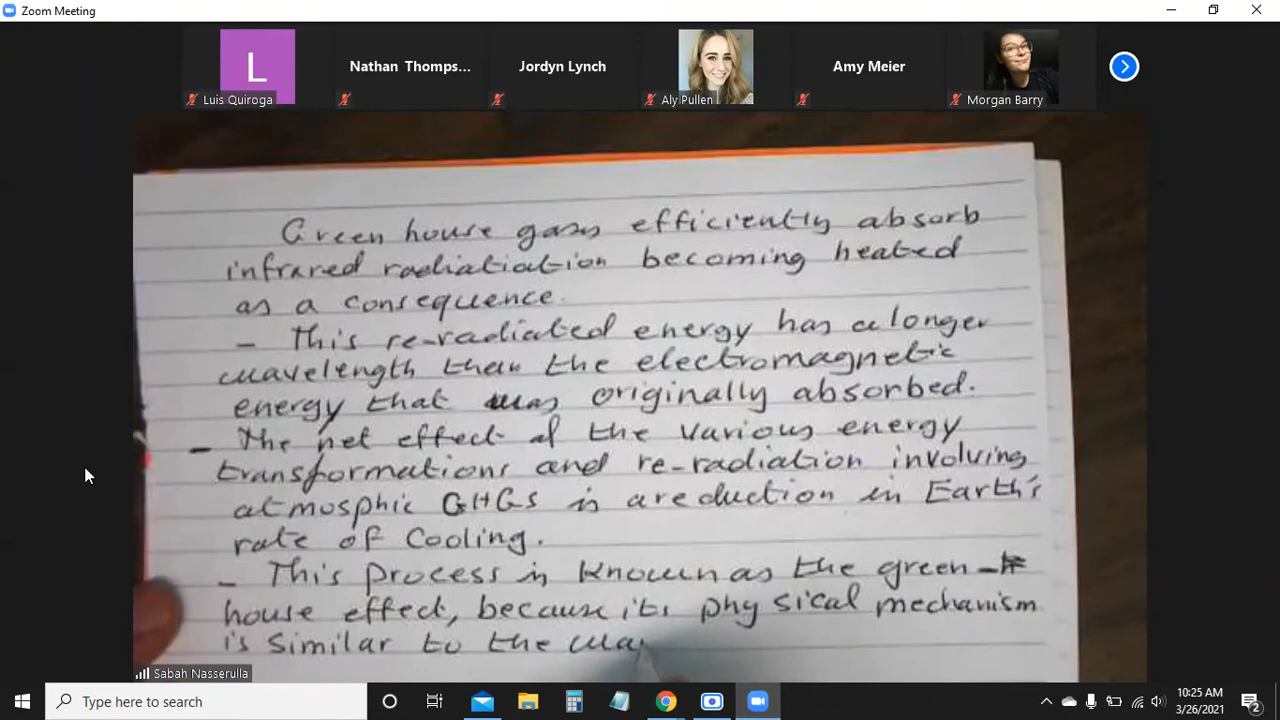 Zoom Meeting
L
Luis Quiroga
Nathan Thomps...
Jordyn Lynch
Aly Pullen
Amy Meier
Morgan Barry
Green house gases efficiently absorb
infrared radiatiation becoming heated
as a consequence.
- This re-radiated energy has a longer
wavelength than the electromagnetic
energy that was originally absorbed.
- The net effect of the various energy
transformations and re-radiation involving
atmosphic GHGs is a reduction in Earth's
rate of Cooling.
- This process is known as the green-
house effect, because its physical mechanism
is similar to the wa
Sabah Nasserulla
Type here to search
10:25 AM
3/26/2021
2